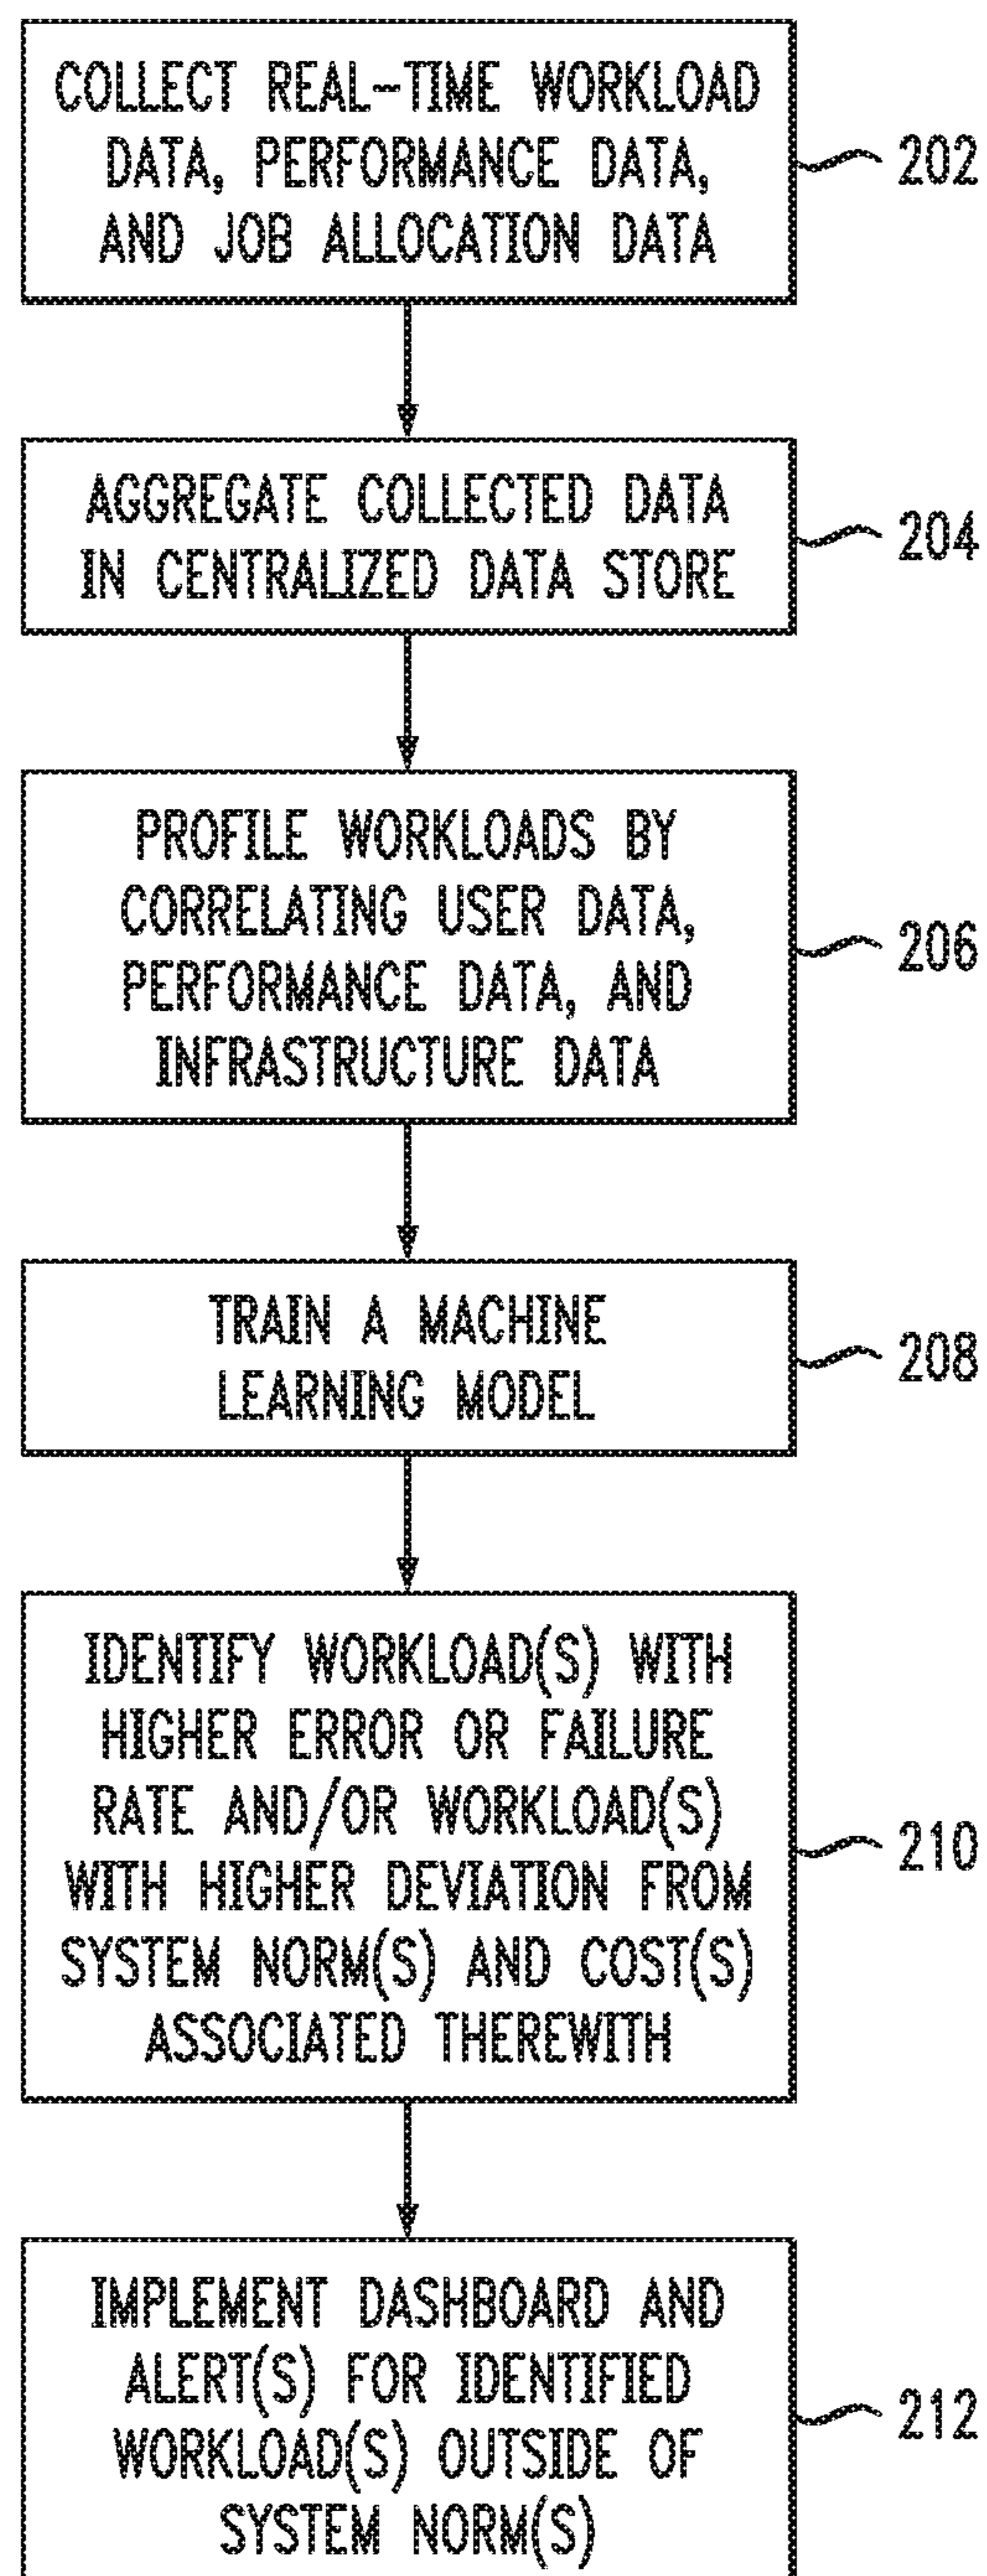 COLLECT REAL-TIME WORKLOAD
DATA, PERFORMANCE DATA,
AND JOB ALLOCATION DATA
202
AGGREGATE COLLECTED DATA
IN CENTRALIZED DATA STORE
204
PROFILE WORKLOADS BY
CORRELATING USER DATA,
PERFORMANCE DATA, AND
INFRASTRUCTURE DATA
206
TRAIN A MACHINE
LEARNING MODEL
208
IDENTIFY WORKLOAD(S) WITH
HIGHER ERROR OR FAILURE
RATE AND/OR WORKLOAD(S)
WITH HIGHER DEVIATION FROM
SYSTEM NORM(S) AND COST(S)
ASSOCIATED THEREWITH
210
IMPLEMENT DASHBOARD AND
ALERT(S) FOR IDENTIFIED
WORKLOAD(S) OUTSIDE OF
SYSTEM NORM(S)
212